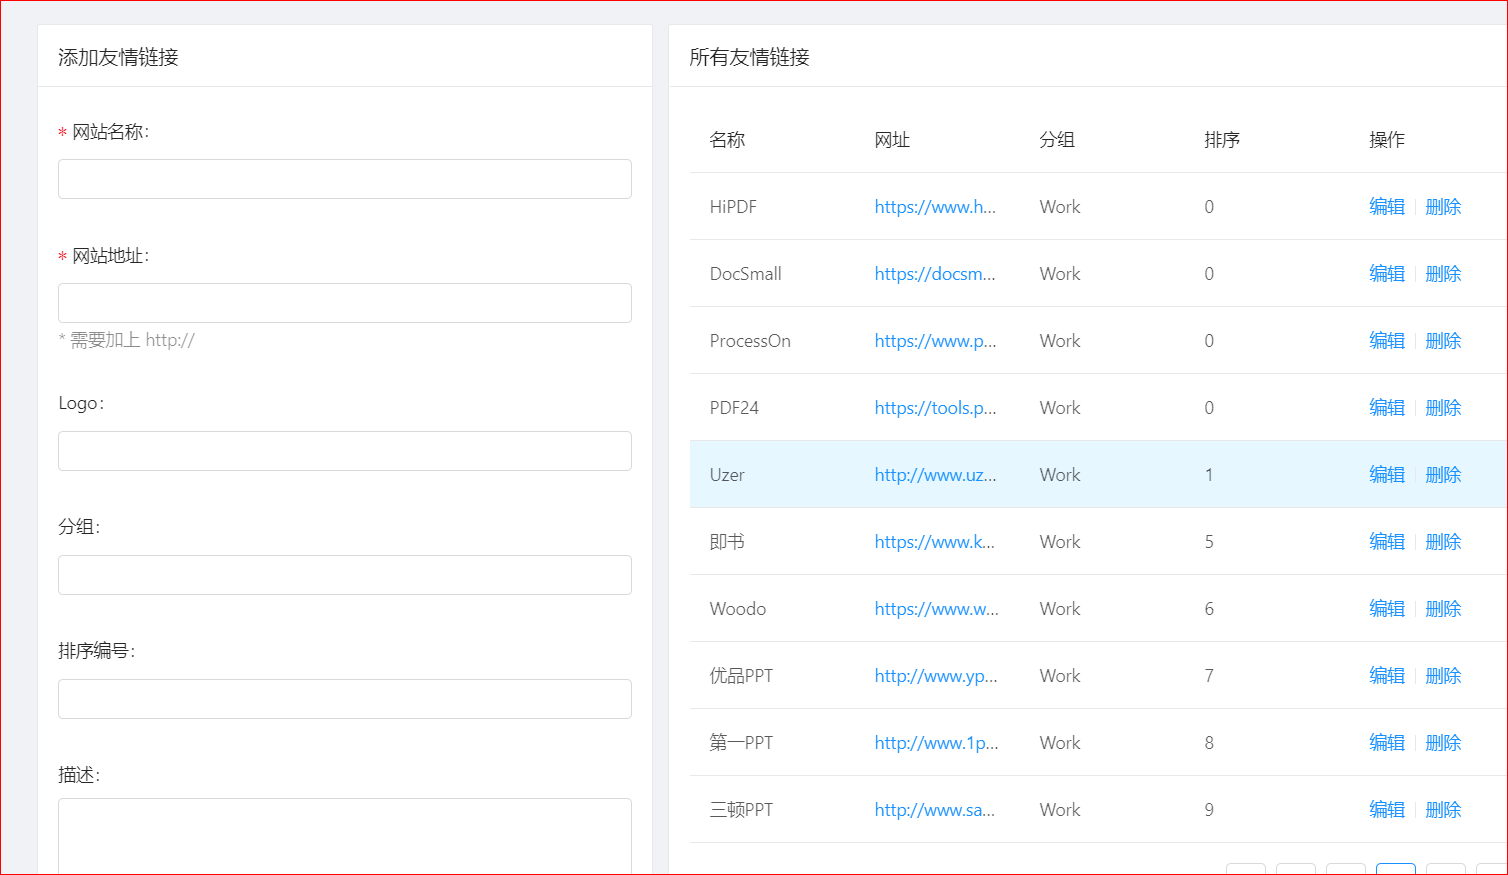 添加友情链接
* 网站名称:
* 网站地址:
* 需要加上 http://
Logo:
分组:
排序编号:
描述:
所有友情链接
名称 网址 分组 排序 操作
HiPDF https://www.h... Work 0 编辑 删除
DocSmall https://docsm... Work 0 编辑 删除
ProcessOn https://www.p... Work 0 编辑 删除
PDF24 https://tools.p... Work 0 编辑 删除
Uzer http://www.uz... Work 1 编辑 删除
即书 https://www.k... Work 5 编辑 删除
Woodo https://www.w... Work 6 编辑 删除
优品PPT http://www.yp... Work 7 编辑 删除
第一PPT http://www.1p... Work 8 编辑 删除
三顿PPT http://www.sa... Work 9 编辑 删除